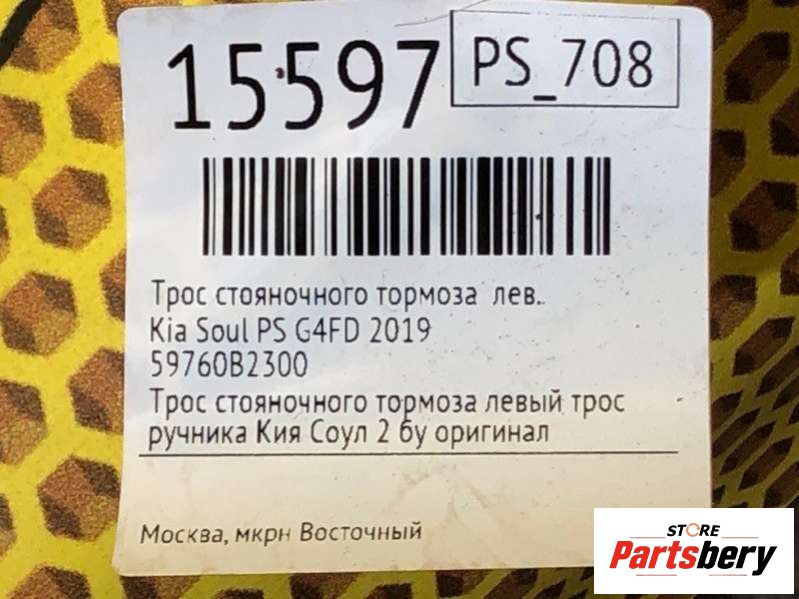 15597
PS_708
Трос стояночного тормоза лев..
Kia Soul PS G4FD 2019
59760B2300
Трос стояночного тормоза левый трос
ручника Кия Соул 2 бу оригинал
Москва, мкрн Восточный
STORE
Partsbery